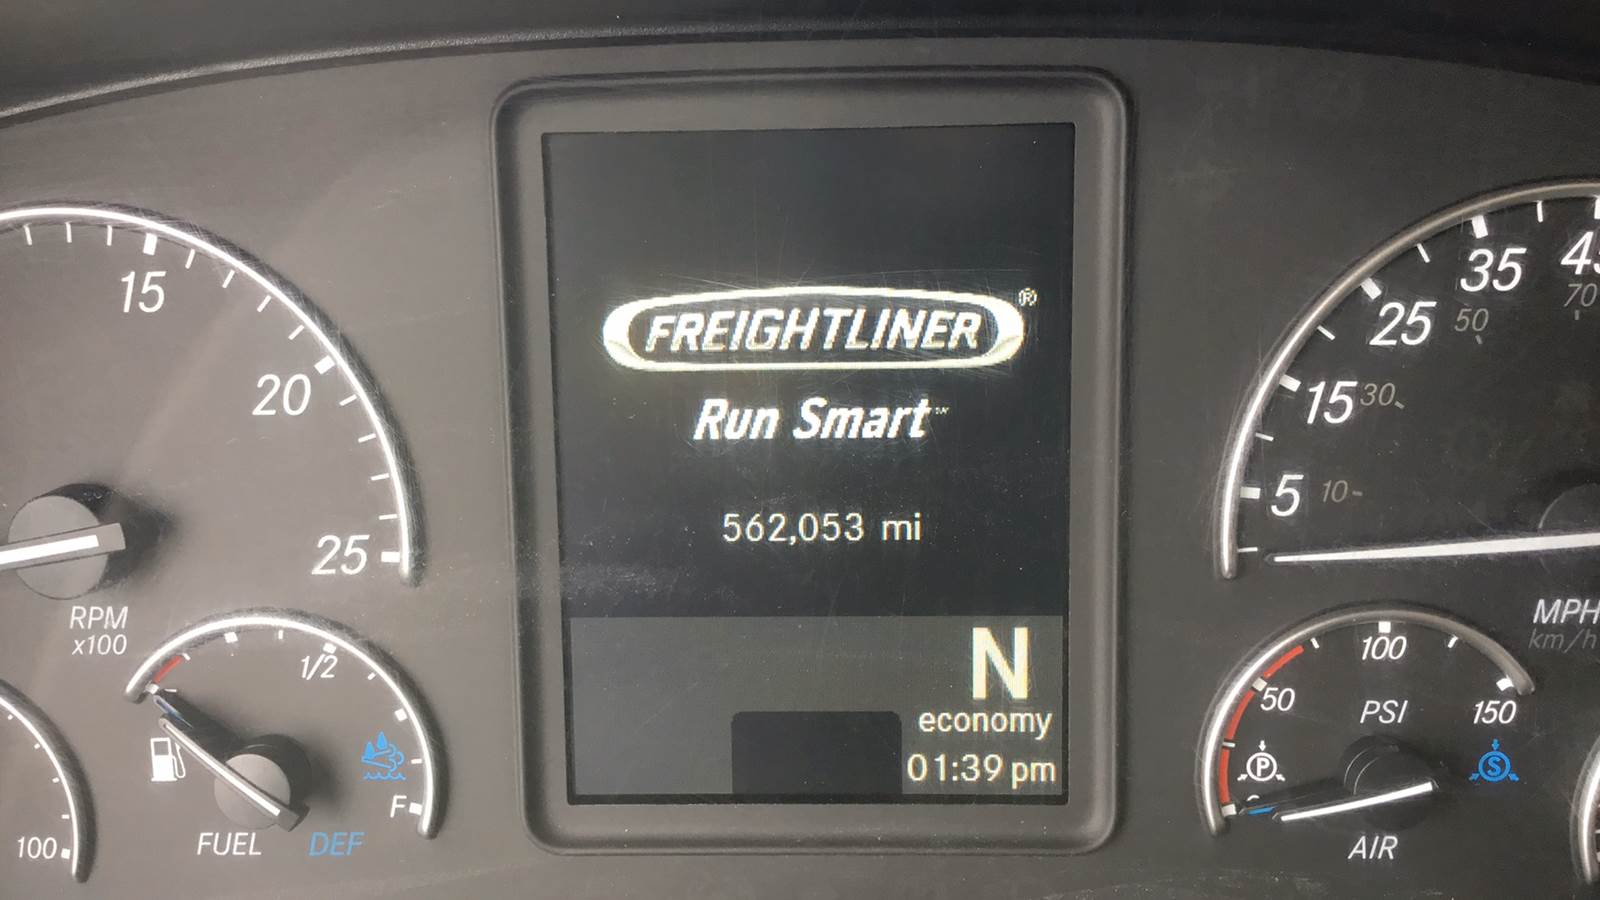 FREIGHTLINER®
Run Smart
562,053 mi
N
economy
01:39 pm
15
20
25
RPM
x100
1/2
F
FUEL DEF
100
5 10
15 30
25 50
35
70
MPH
km/h
50
100
150
PSI
P
S
AIR